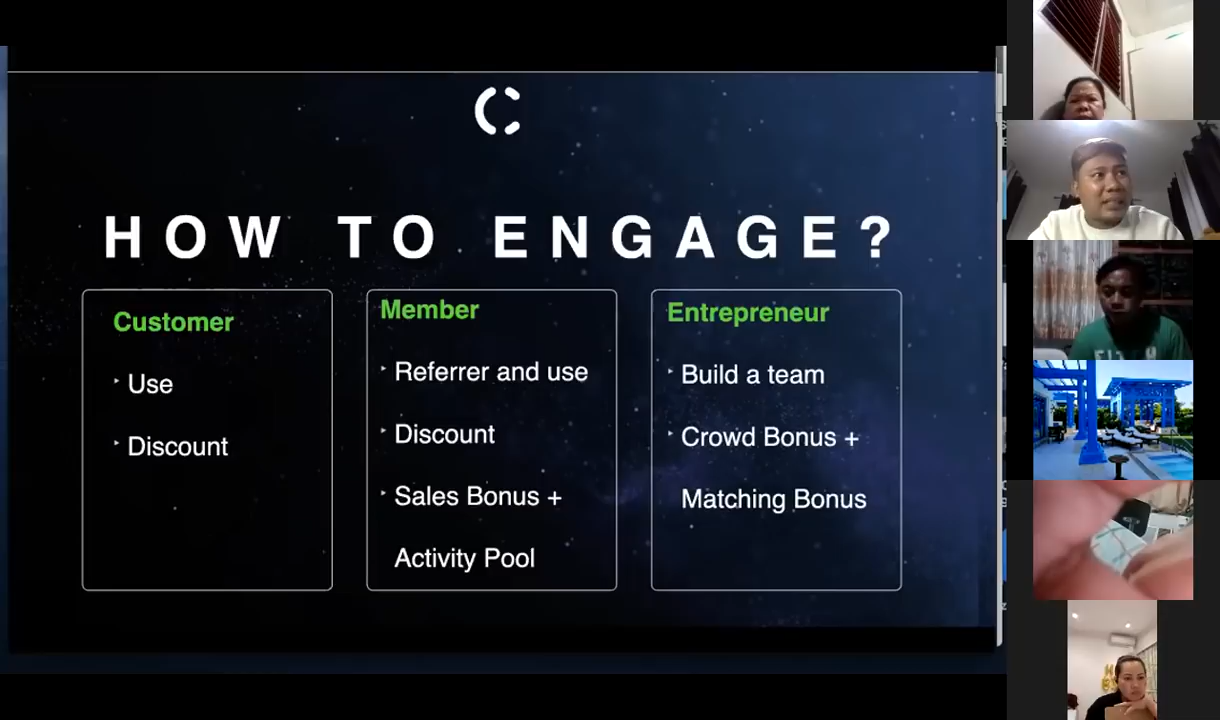 HOW TO ENGAGE?
Customer
‣ Use
‣ Discount
Member
‣ Referrer and use
‣ Discount
‣ Sales Bonus +
Activity Pool
Entrepreneur
‣ Build a team
‣ Crowd Bonus +
Matching Bonus